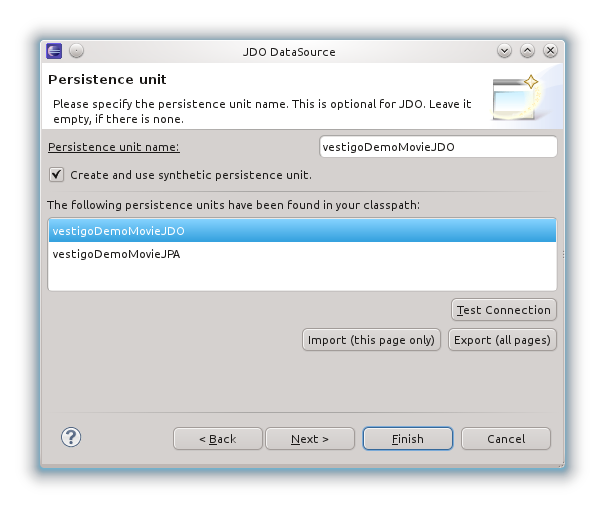 JDO DataSource
Persistence unit
Please specify the persistence unit name. This is optional for JDO. Leave it
empty, if there is none.
Persistence unit name: vestigoDemoMovieJDO
Create and use synthetic persistence unit.
The following persistence units have been found in your classpath:
vestigoDemoMovieJDO
vestigoDemoMovieJPA
Test Connection
Import (this page only) Export (all pages)
? < Back Next > Finish Cancel